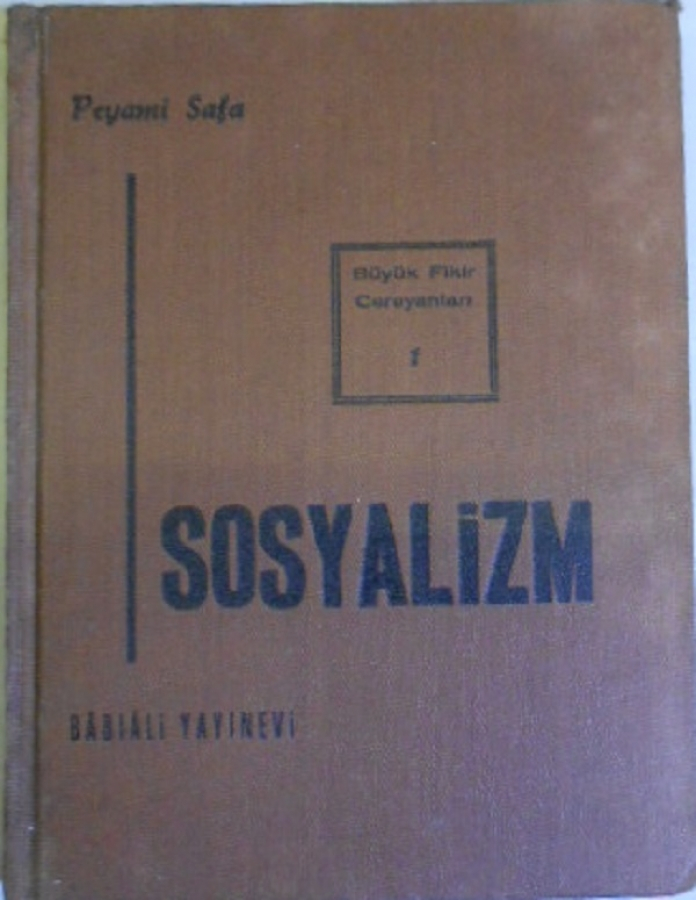 Peyami Safa
Büyük Fikir
Cereyanları
1
SOSYALİZM
BÂBIÂLİ YAYINEVİ